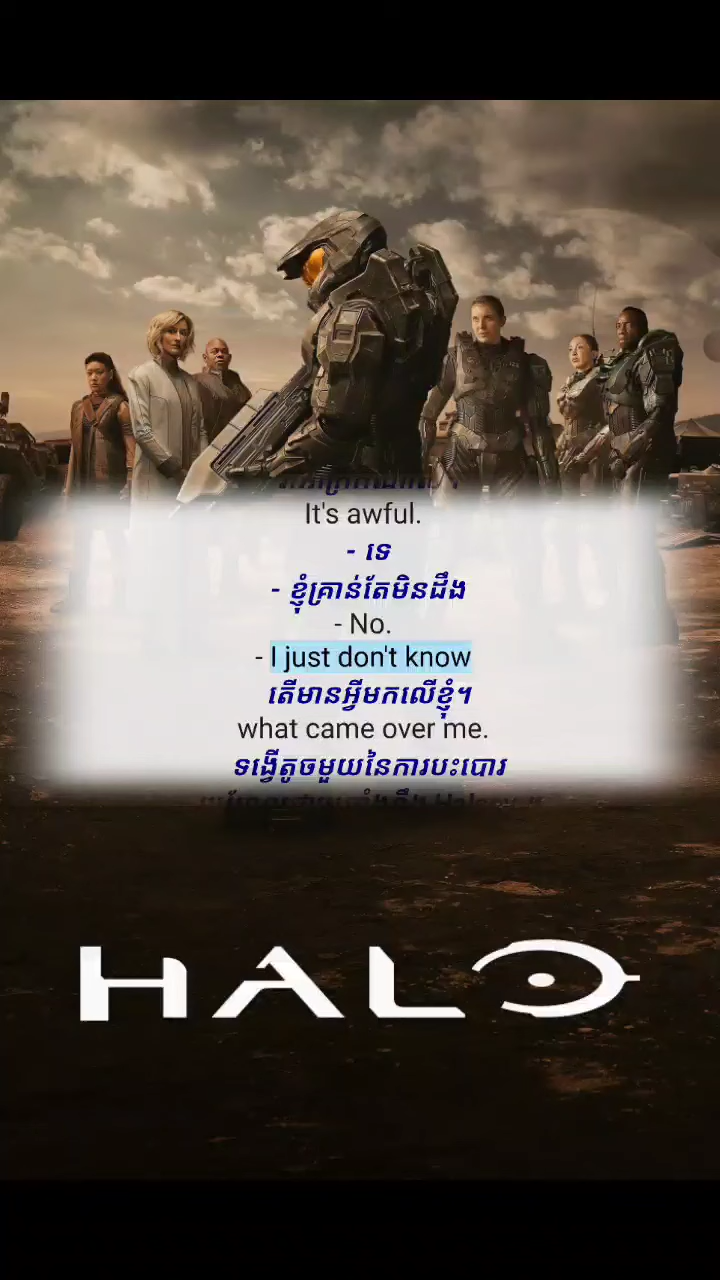 It's awful.
- ទេ
- ខ្ញុំគ្រាន់តែមិនដឹង
- No.
- I just don't know
តើមានអ្វីមកលើខ្ញុំ។
what came over me.
ទង្វើតូចមួយនៃការបះបោរ
HALO